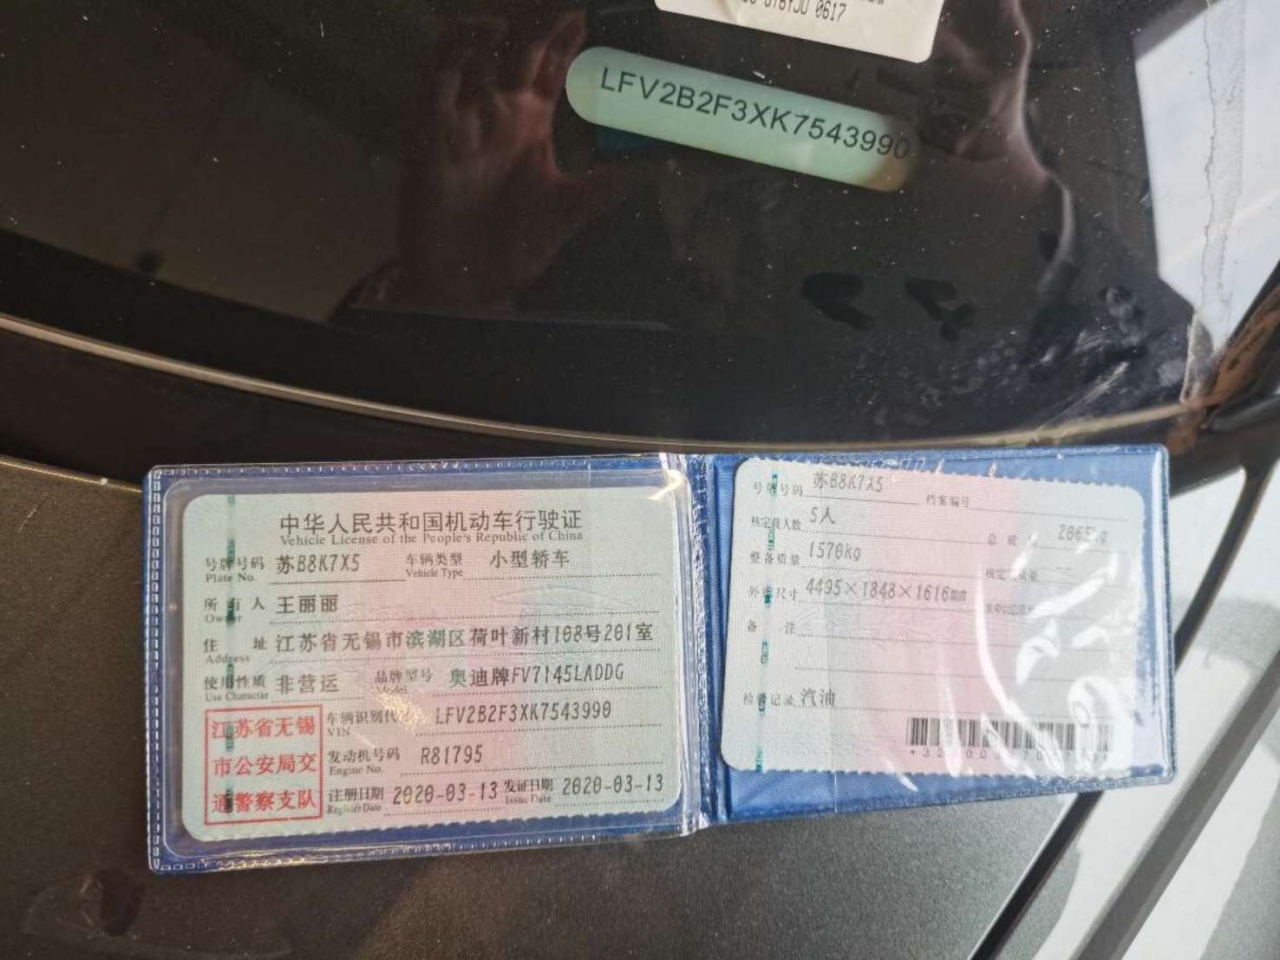 0617
LFV2B2F3XK7543990
中华人民共和国机动车行驶证
Vehicle License of the People's Republic of China
号牌号码 苏B8K7X5 车辆类型 小型轿车
Plate No. Vehicle Type
所有人 王丽丽
Owner
住 址 江苏省无锡市滨湖区荷叶新村108号201室
Address
使用性质 非营运 品牌型号 奥迪牌FV7145LADDG
Use Character Model
江苏省无锡
市公安局交
通警察支队
车辆识别代号 LFV2B2F3XK7543990
VIN
发动机号码 R81795
Engine No.
注册日期 2020-03-13 发证日期 2020-03-13
Register Date Issue Date
号牌号码 苏B8K7X5 档案编号
核定载人数 5人 总质量 2065kg
整备质量 1570kg
外廓尺寸 4495×1848×1616
备 注
检验记录 汽油